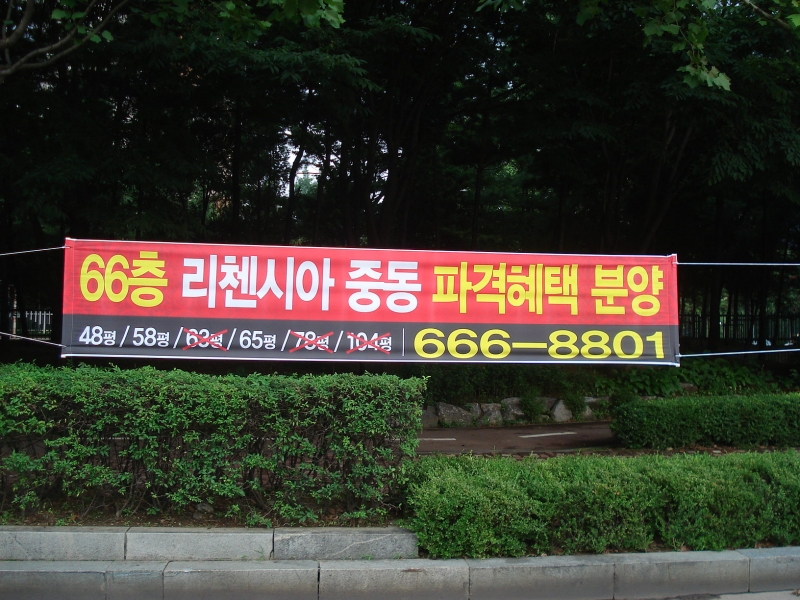 66층 리첸시아 중동 파격혜택 분양
48평 / 58평 / 63평 / 65평 / 78평 / 104평 666-8801